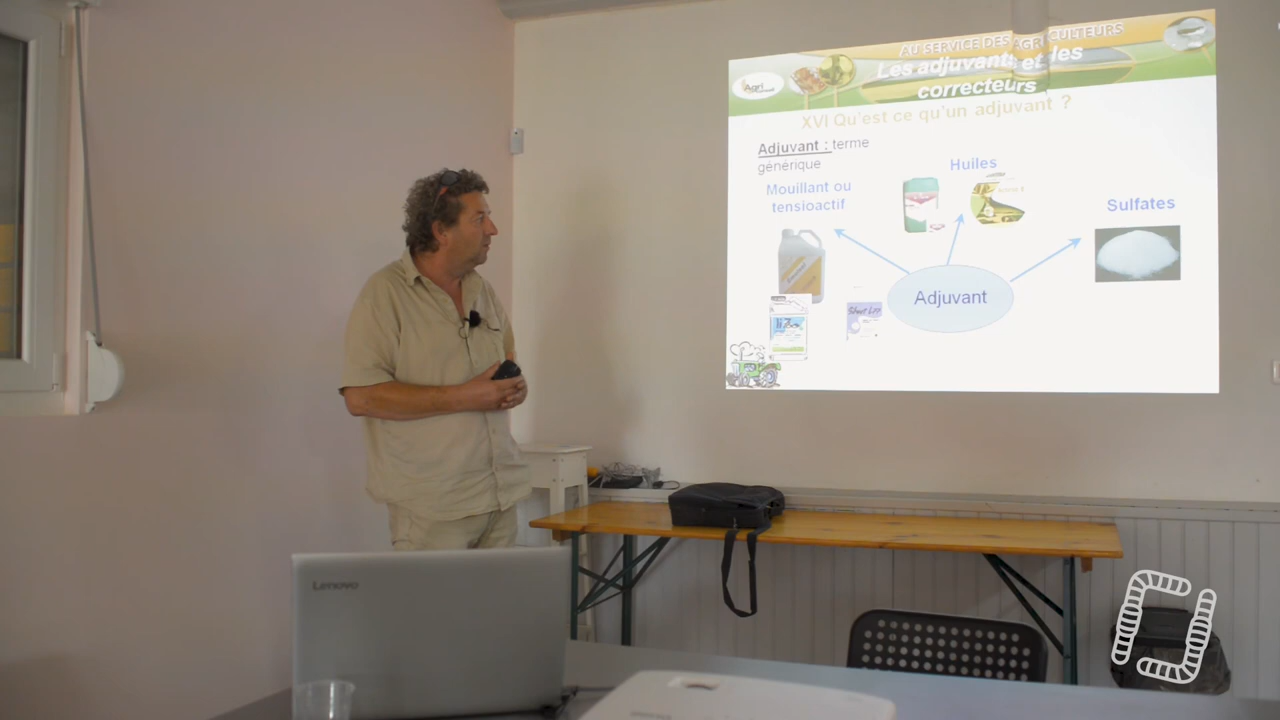 AU SERVICE DES AGRICULTEURS
Les adjuvants et les
correcteurs
Agri
XVI Qu'est ce qu'un adjuvant ?
Adjuvant : terme
générique
Huiles
Mouillant ou
tensioactif
Sulfates
Adjuvant
Lenovo